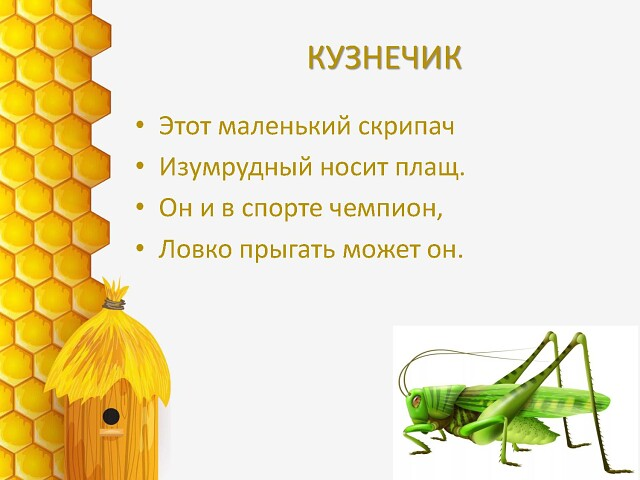 КУЗНЕЧИК
• Этот маленький скрипач
• Изумрудный носит плащ.
• Он и в спорте чемпион,
• Ловко прыгать может он.